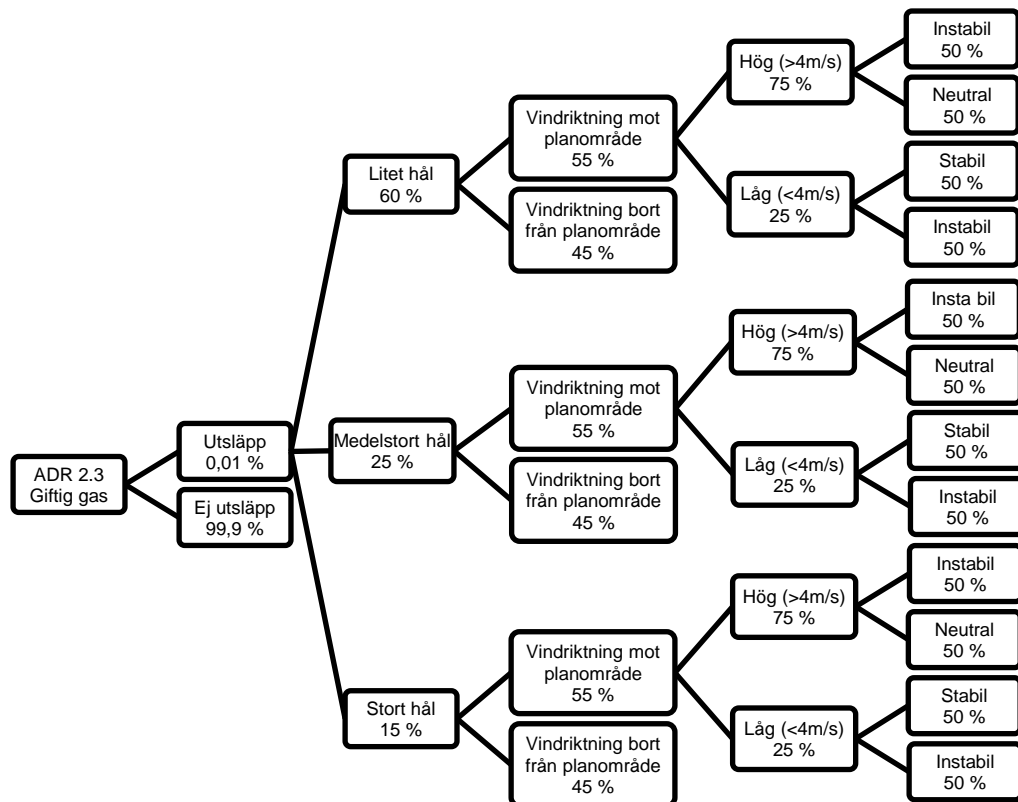 ADR 2.3
Giftig gas
Utsläpp
0,01 %
Ej utsläpp
99,9 %
Litet hål
60 %
Vindriktning mot
planområde
55 %
Vindriktning bort
från planområde
45 %
Hög (>4m/s)
75 %
Instabil
50 %
Neutral
50 %
Låg (<4m/s)
25 %
Stabil
50 %
Instabil
50 %
Medelstort hål
25 %
Vindriktning mot
planområde
55 %
Vindriktning bort
från planområde
45 %
Hög (>4m/s)
75 %
Insta bil
50 %
Neutral
50 %
Låg (<4m/s)
25 %
Stabil
50 %
Instabil
50 %
Stort hål
15 %
Vindriktning mot
planområde
55 %
Vindriktning bort
från planområde
45 %
Hög (>4m/s)
75 %
Instabil
50 %
Neutral
50 %
Låg (<4m/s)
25 %
Stabil
50 %
Instabil
50 %